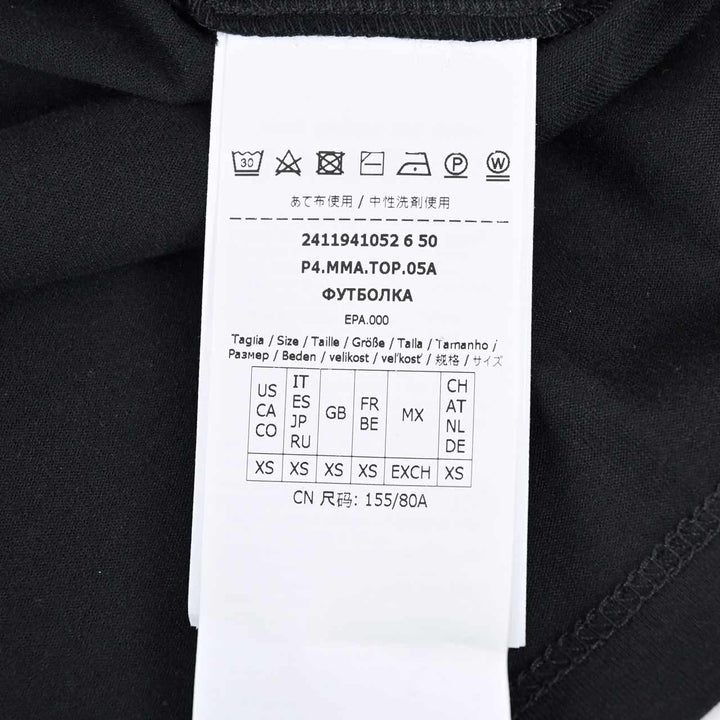 30 P W
あて布使用 / 中性洗剤使用
2411941052 6 50
P4.MMA.TOP.05A
ФУТБОЛКА
EPA.000
Taglia / Size / Taille / Größe / Talla / Tamanho /
Размер / Beden / velikost / veľkosť / 规格 / サイズ
US CA CO IT ES JP RU GB FR BE MX CH AT NL DE
XS XS XS XS EXCH XS
CN 尺码: 155/80A